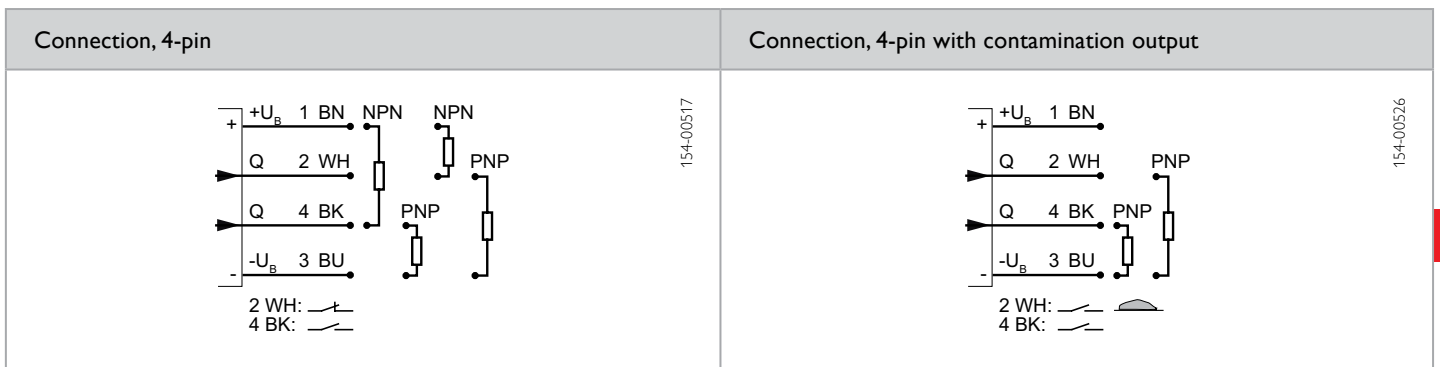 Connection, 4-pin
Connection, 4-pin with contamination output
+U_B 1 BN NPN NPN
+
Q 2 WH PNP
Q 4 BK PNP
-U_B 3 BU
-
2 WH:
4 BK:
154-00517
+U_B 1 BN
+
Q 2 WH PNP
Q 4 BK PNP
-U_B 3 BU
-
2 WH:
4 BK:
154-00526